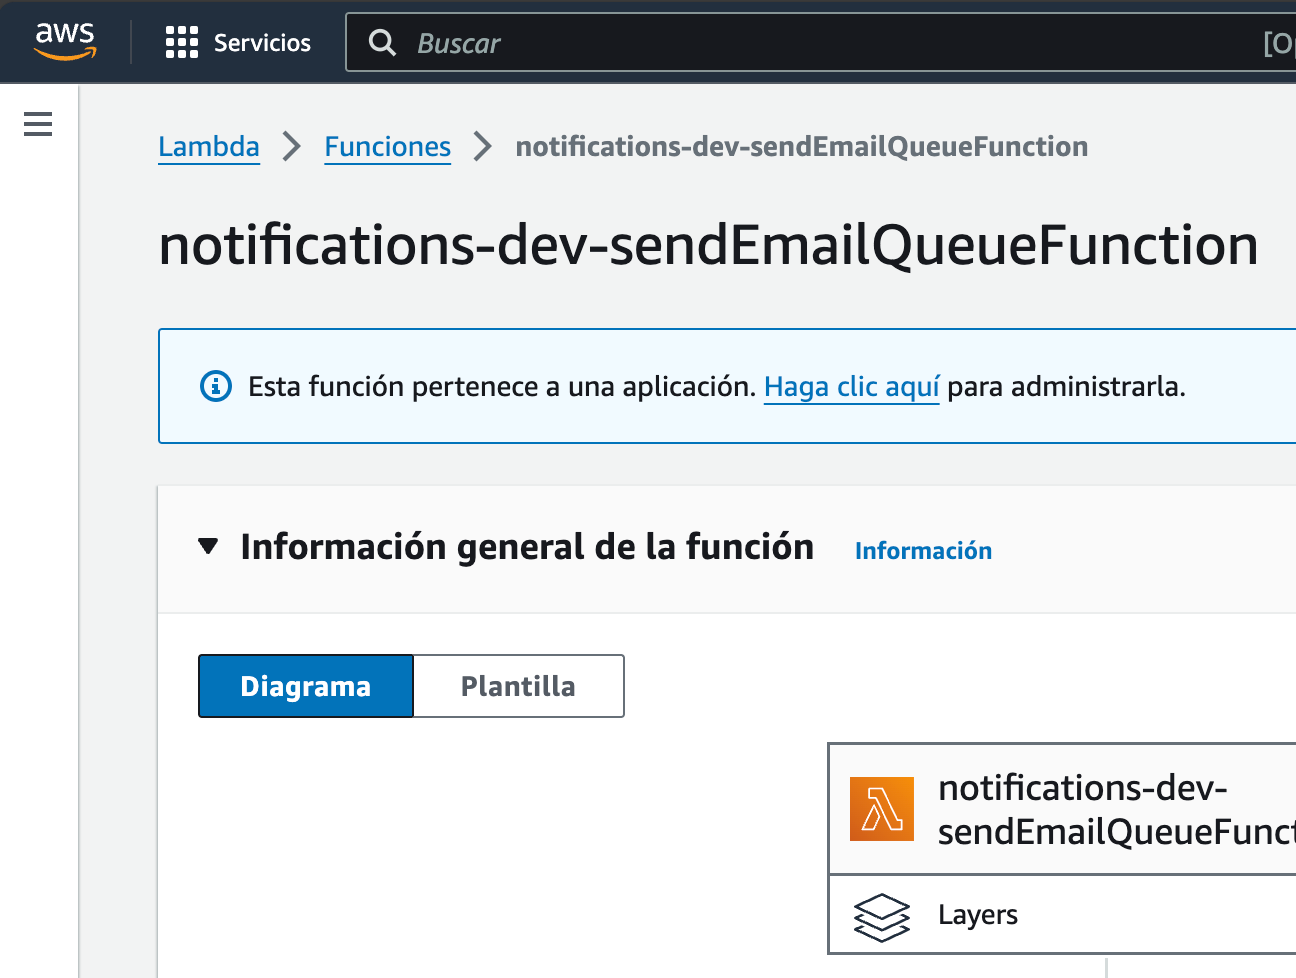 aws Servicios Buscar [Op
Lambda Funciones notifications-dev-sendEmailQueueFunction
notifications-dev-sendEmailQueueFunction
Esta función pertenece a una aplicación. Haga clic aquí para administrarla.
Información general de la función Información
Diagrama Plantilla
notifications-dev-
sendEmailQueueFunct
Layers